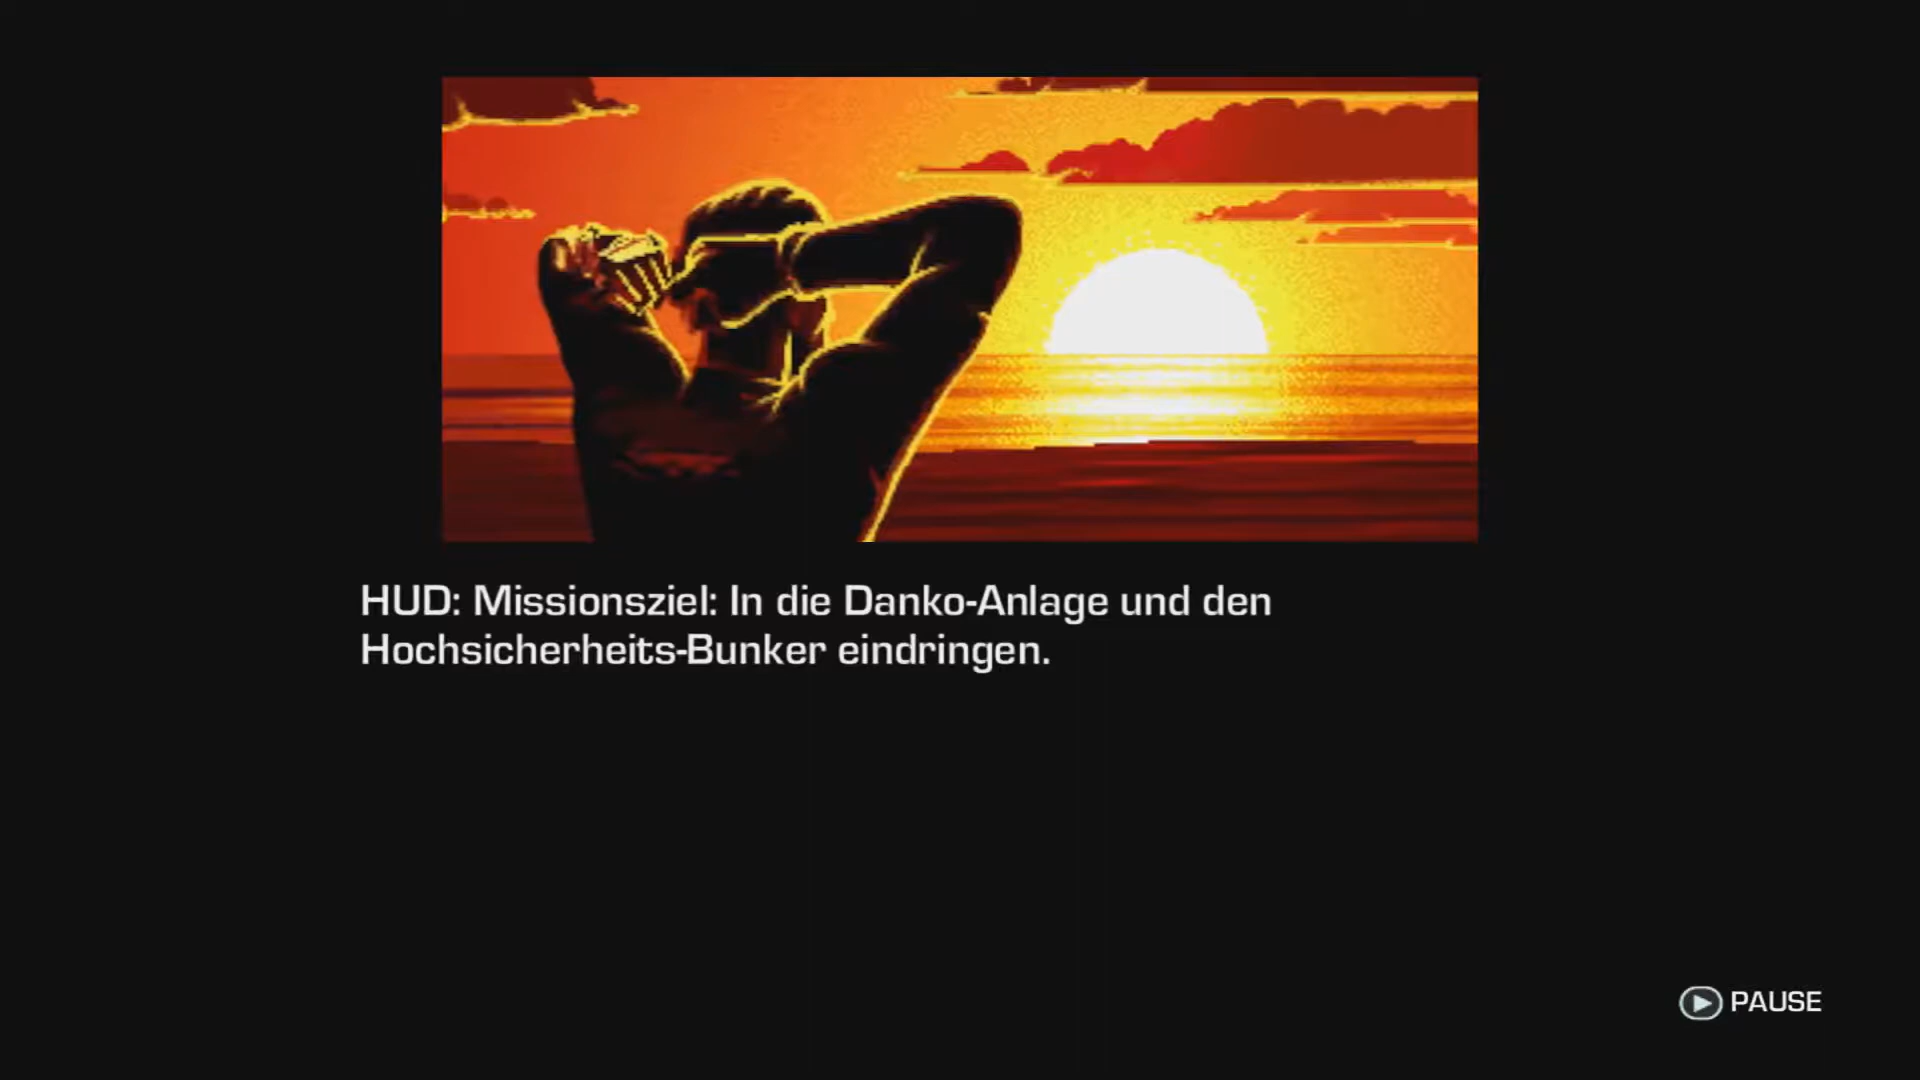 HUD: Missionsziel: In die Danko-Anlage und den
Hochsicherheits-Bunker eindringen.
PAUSE